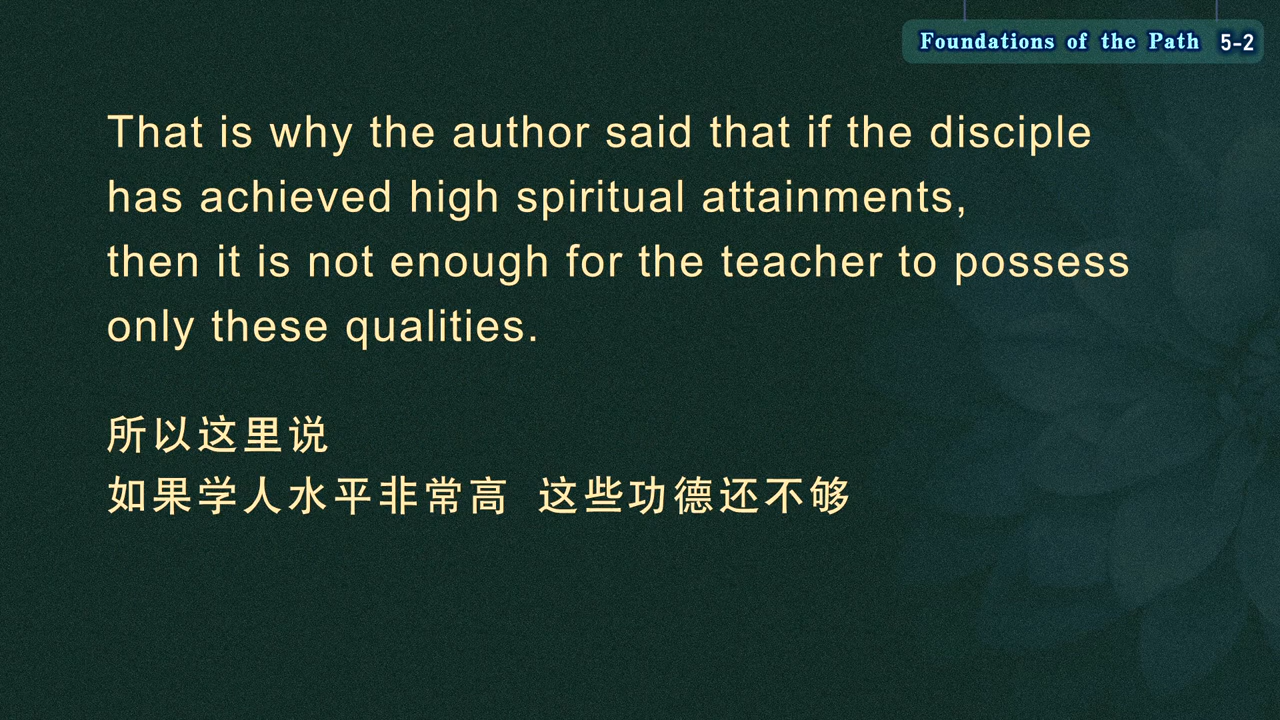 Foundations of the Path 5-2
That is why the author said that if the disciple
has achieved high spiritual attainments,
then it is not enough for the teacher to possess
only these qualities.
所以这里说
如果学人水平非常高 这些功德还不够